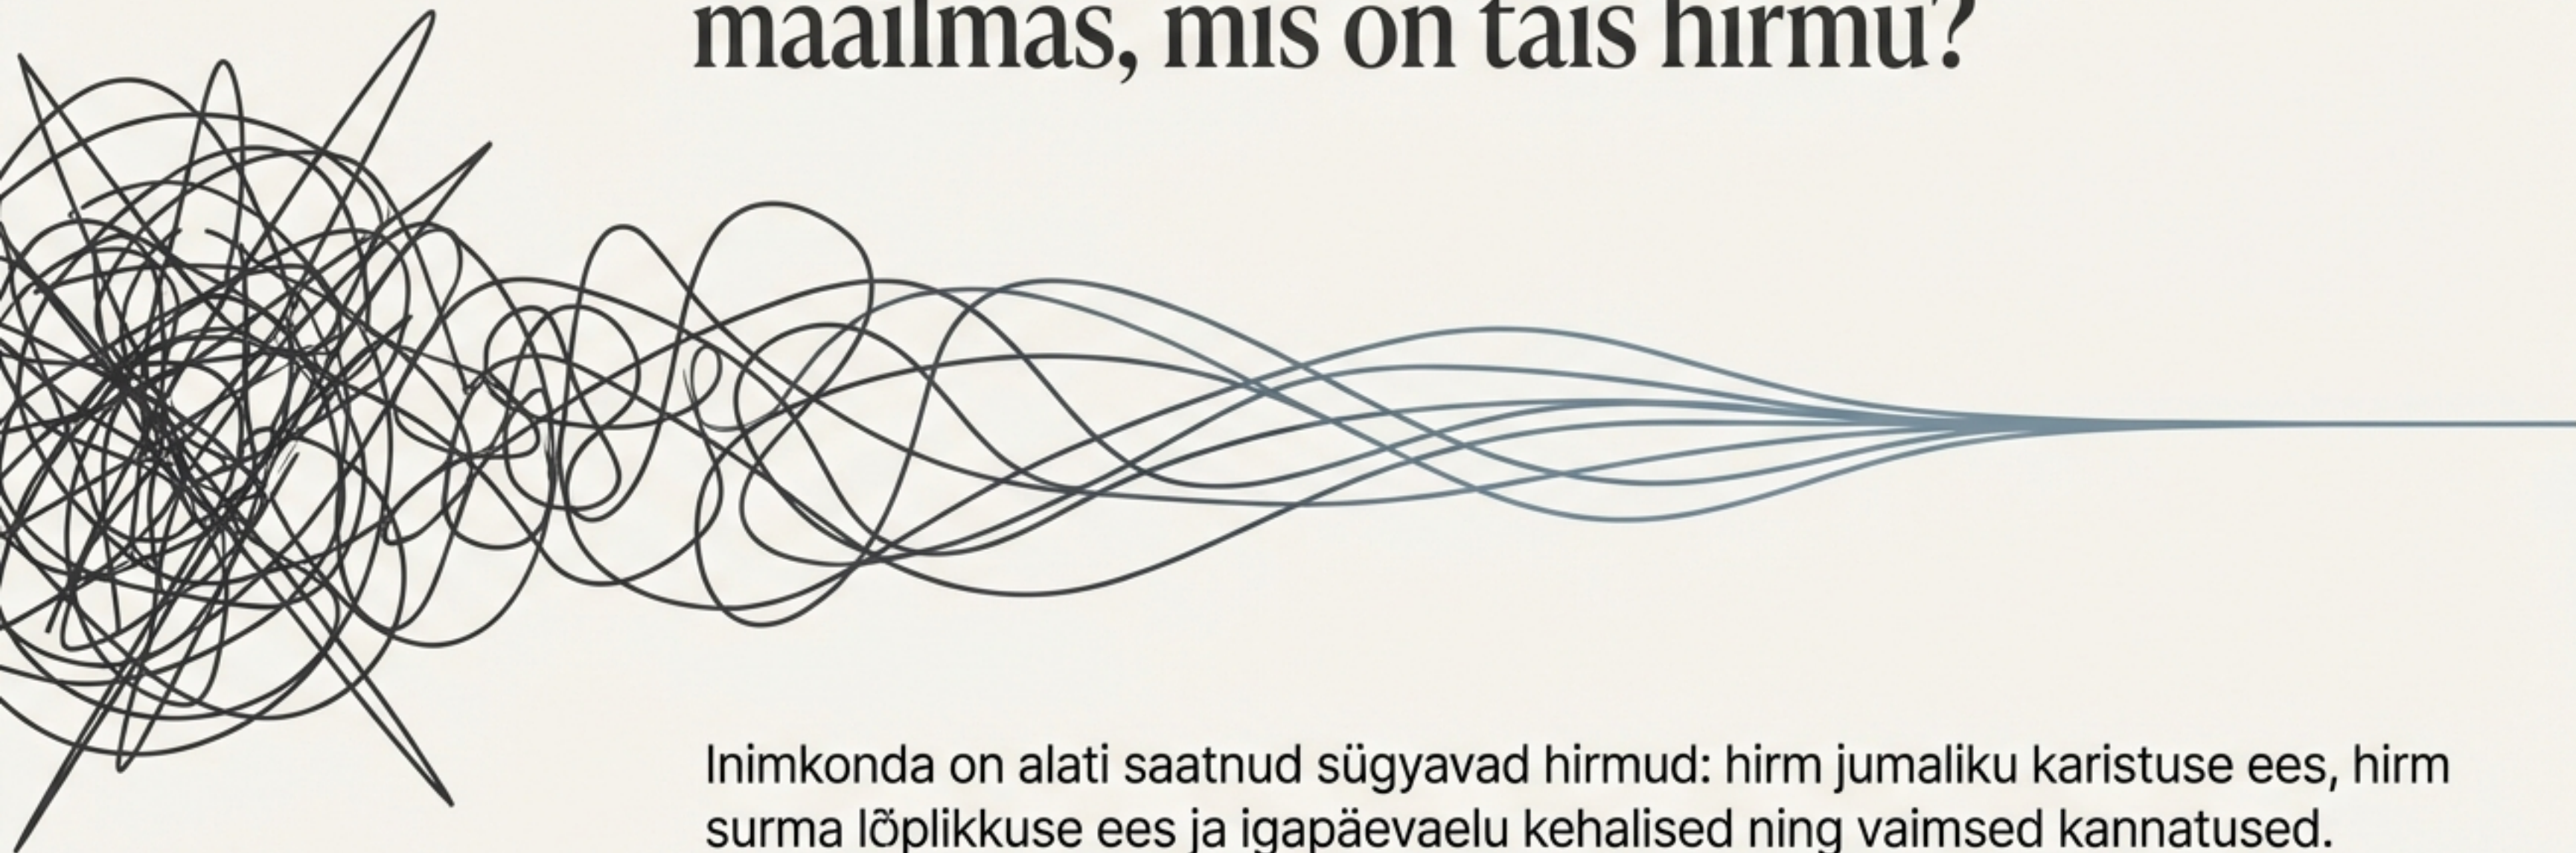 maailmas, mis on täis hirmu?
Inimkonda on alati saatnud sügyavad hirmud: hirm jumaliku karistuse ees, hirm
surma lõplikkuse ees ja igapäevaelu kehalised ning vaimsed kannatused.